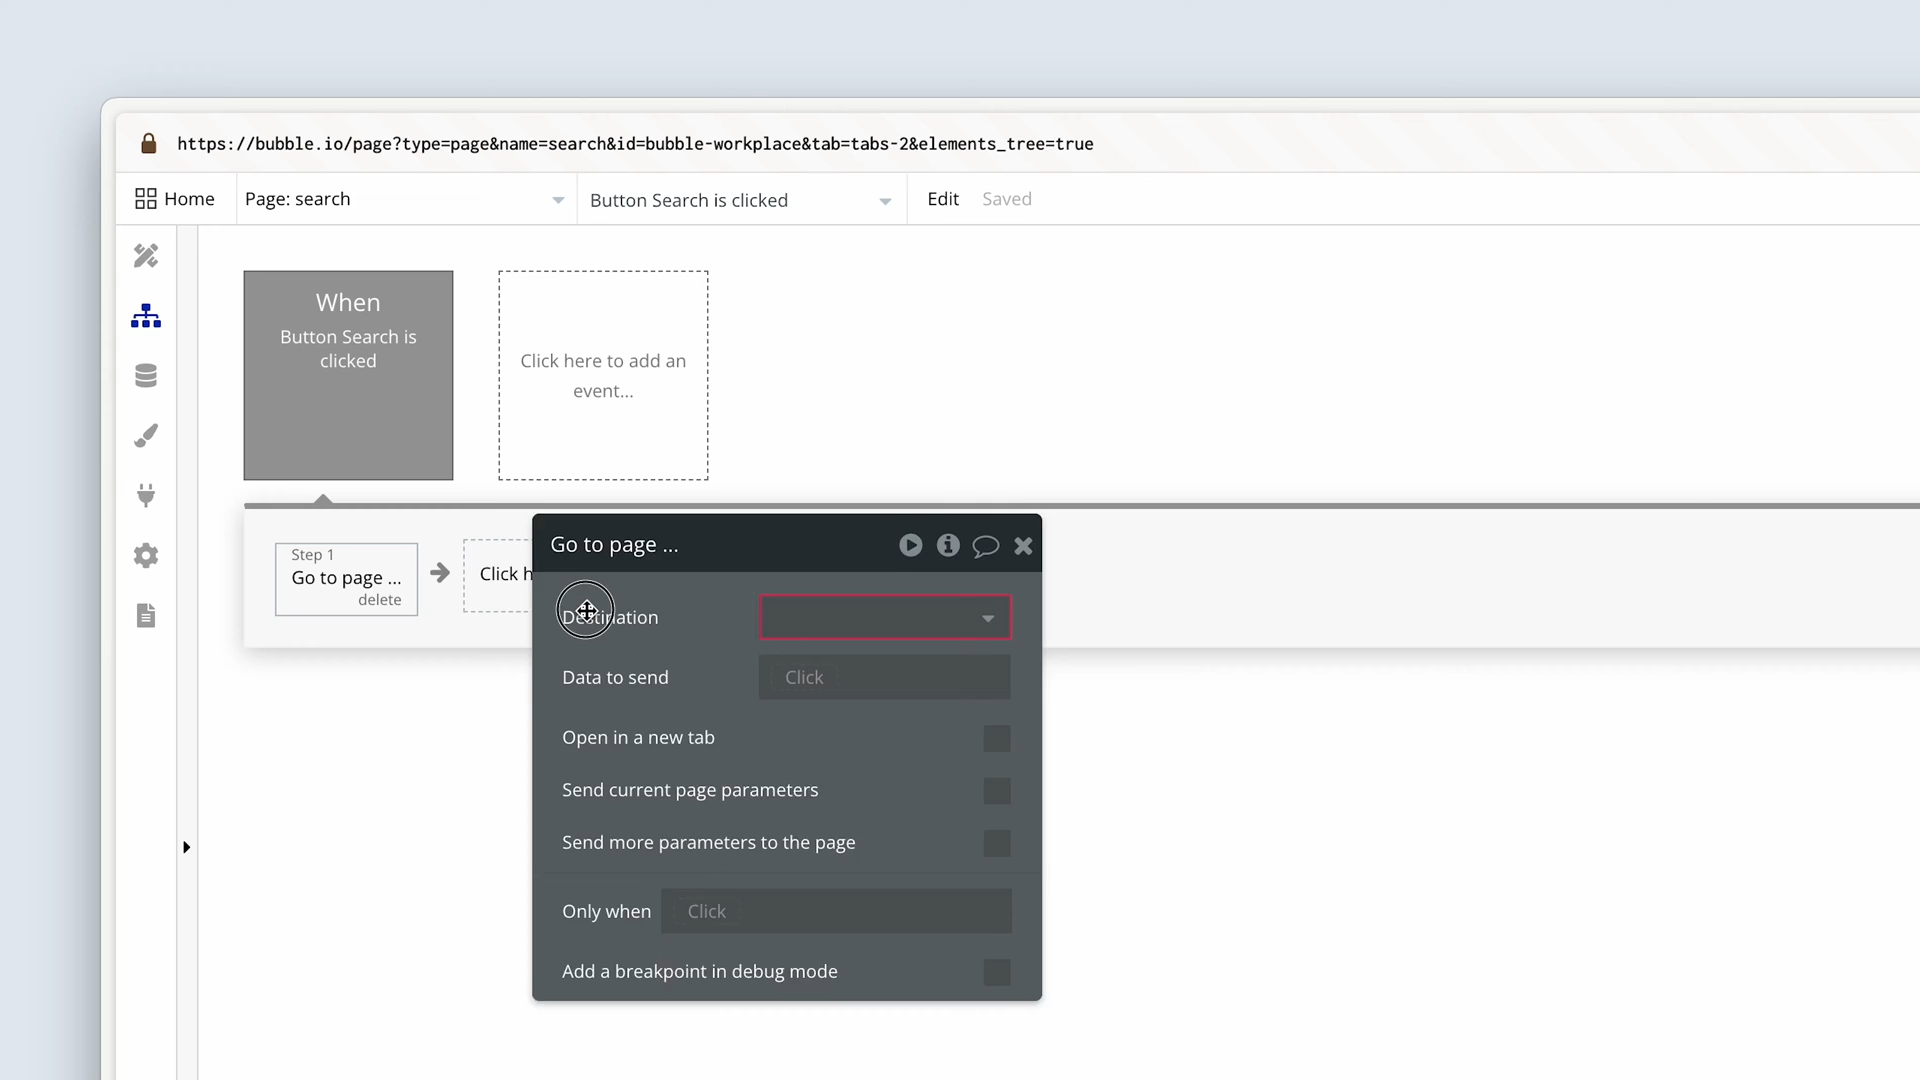 https://bubble.io/page?type=page&name=search&id=bubble-workplace&tab=tabs-2&elements_tree=true
Home
Page: search
Button Search is clicked
Edit
Saved
When
Button Search is
clicked
Click here to add an
event...
Step 1
Go to page ...
delete
Click h
Go to page ...
Destination
Data to send
Click
Open in a new tab
Send current page parameters
Send more parameters to the page
Only when
Click
Add a breakpoint in debug mode